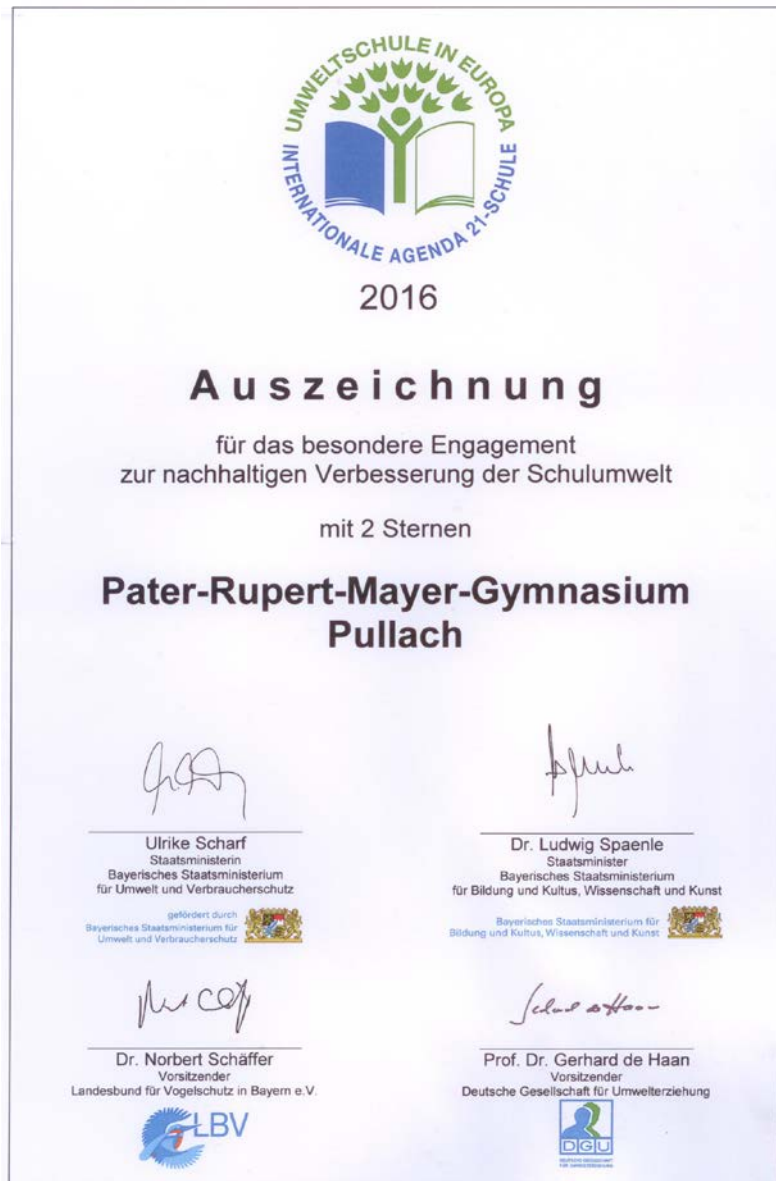 UMWELTSCHULE IN EUROPA
INTERNATIONALE AGENDA 21-SCHULE
2016
Auszeichnung
für das besondere Engagement
zur nachhaltigen Verbesserung der Schulumwelt
mit 2 Sternen
Pater-Rupert-Mayer-Gymnasium
Pullach
Ulrike Scharf
Staatsministerin
Bayerisches Staatsministerium
für Umwelt und Verbraucherschutz
gefördert durch
Bayerisches Staatsministerium für
Umwelt und Verbraucherschutz
Dr. Ludwig Spaenle
Staatsminister
Bayerisches Staatsministerium
für Bildung und Kultus, Wissenschaft und Kunst
Bayerisches Staatsministerium für
Bildung und Kultus, Wissenschaft und Kunst
Dr. Norbert Schäffer
Vorsitzender
Landesbund für Vogelschutz in Bayern e.V.
LBV
Prof. Dr. Gerhard de Haan
Vorsitzender
Deutsche Gesellschaft für Umwelterziehung
DGU
DEUTSCHE GESELLSCHAFT
FÜR UMWELTERZIEHUNG